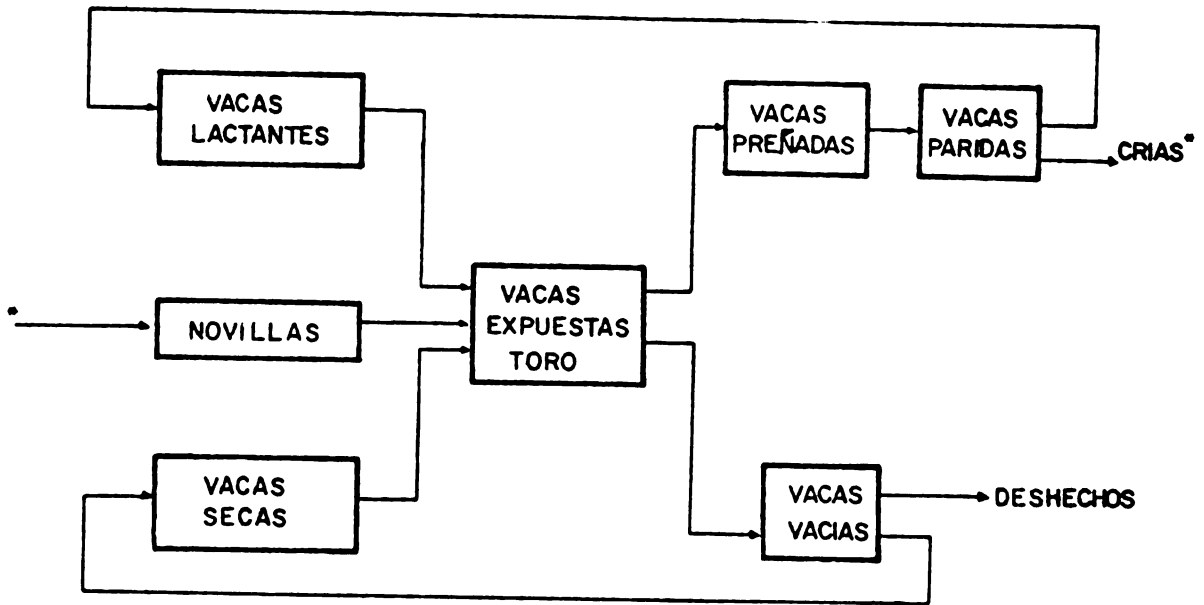 VACAS
LACTANTES
VACAS
PREÑADAS
VACAS
PARIDAS
CRIAS*
*
NOVILLAS
VACAS
EXPUESTAS
TORO
VACAS
SECAS
VACAS
VACIAS
DESHECHOS